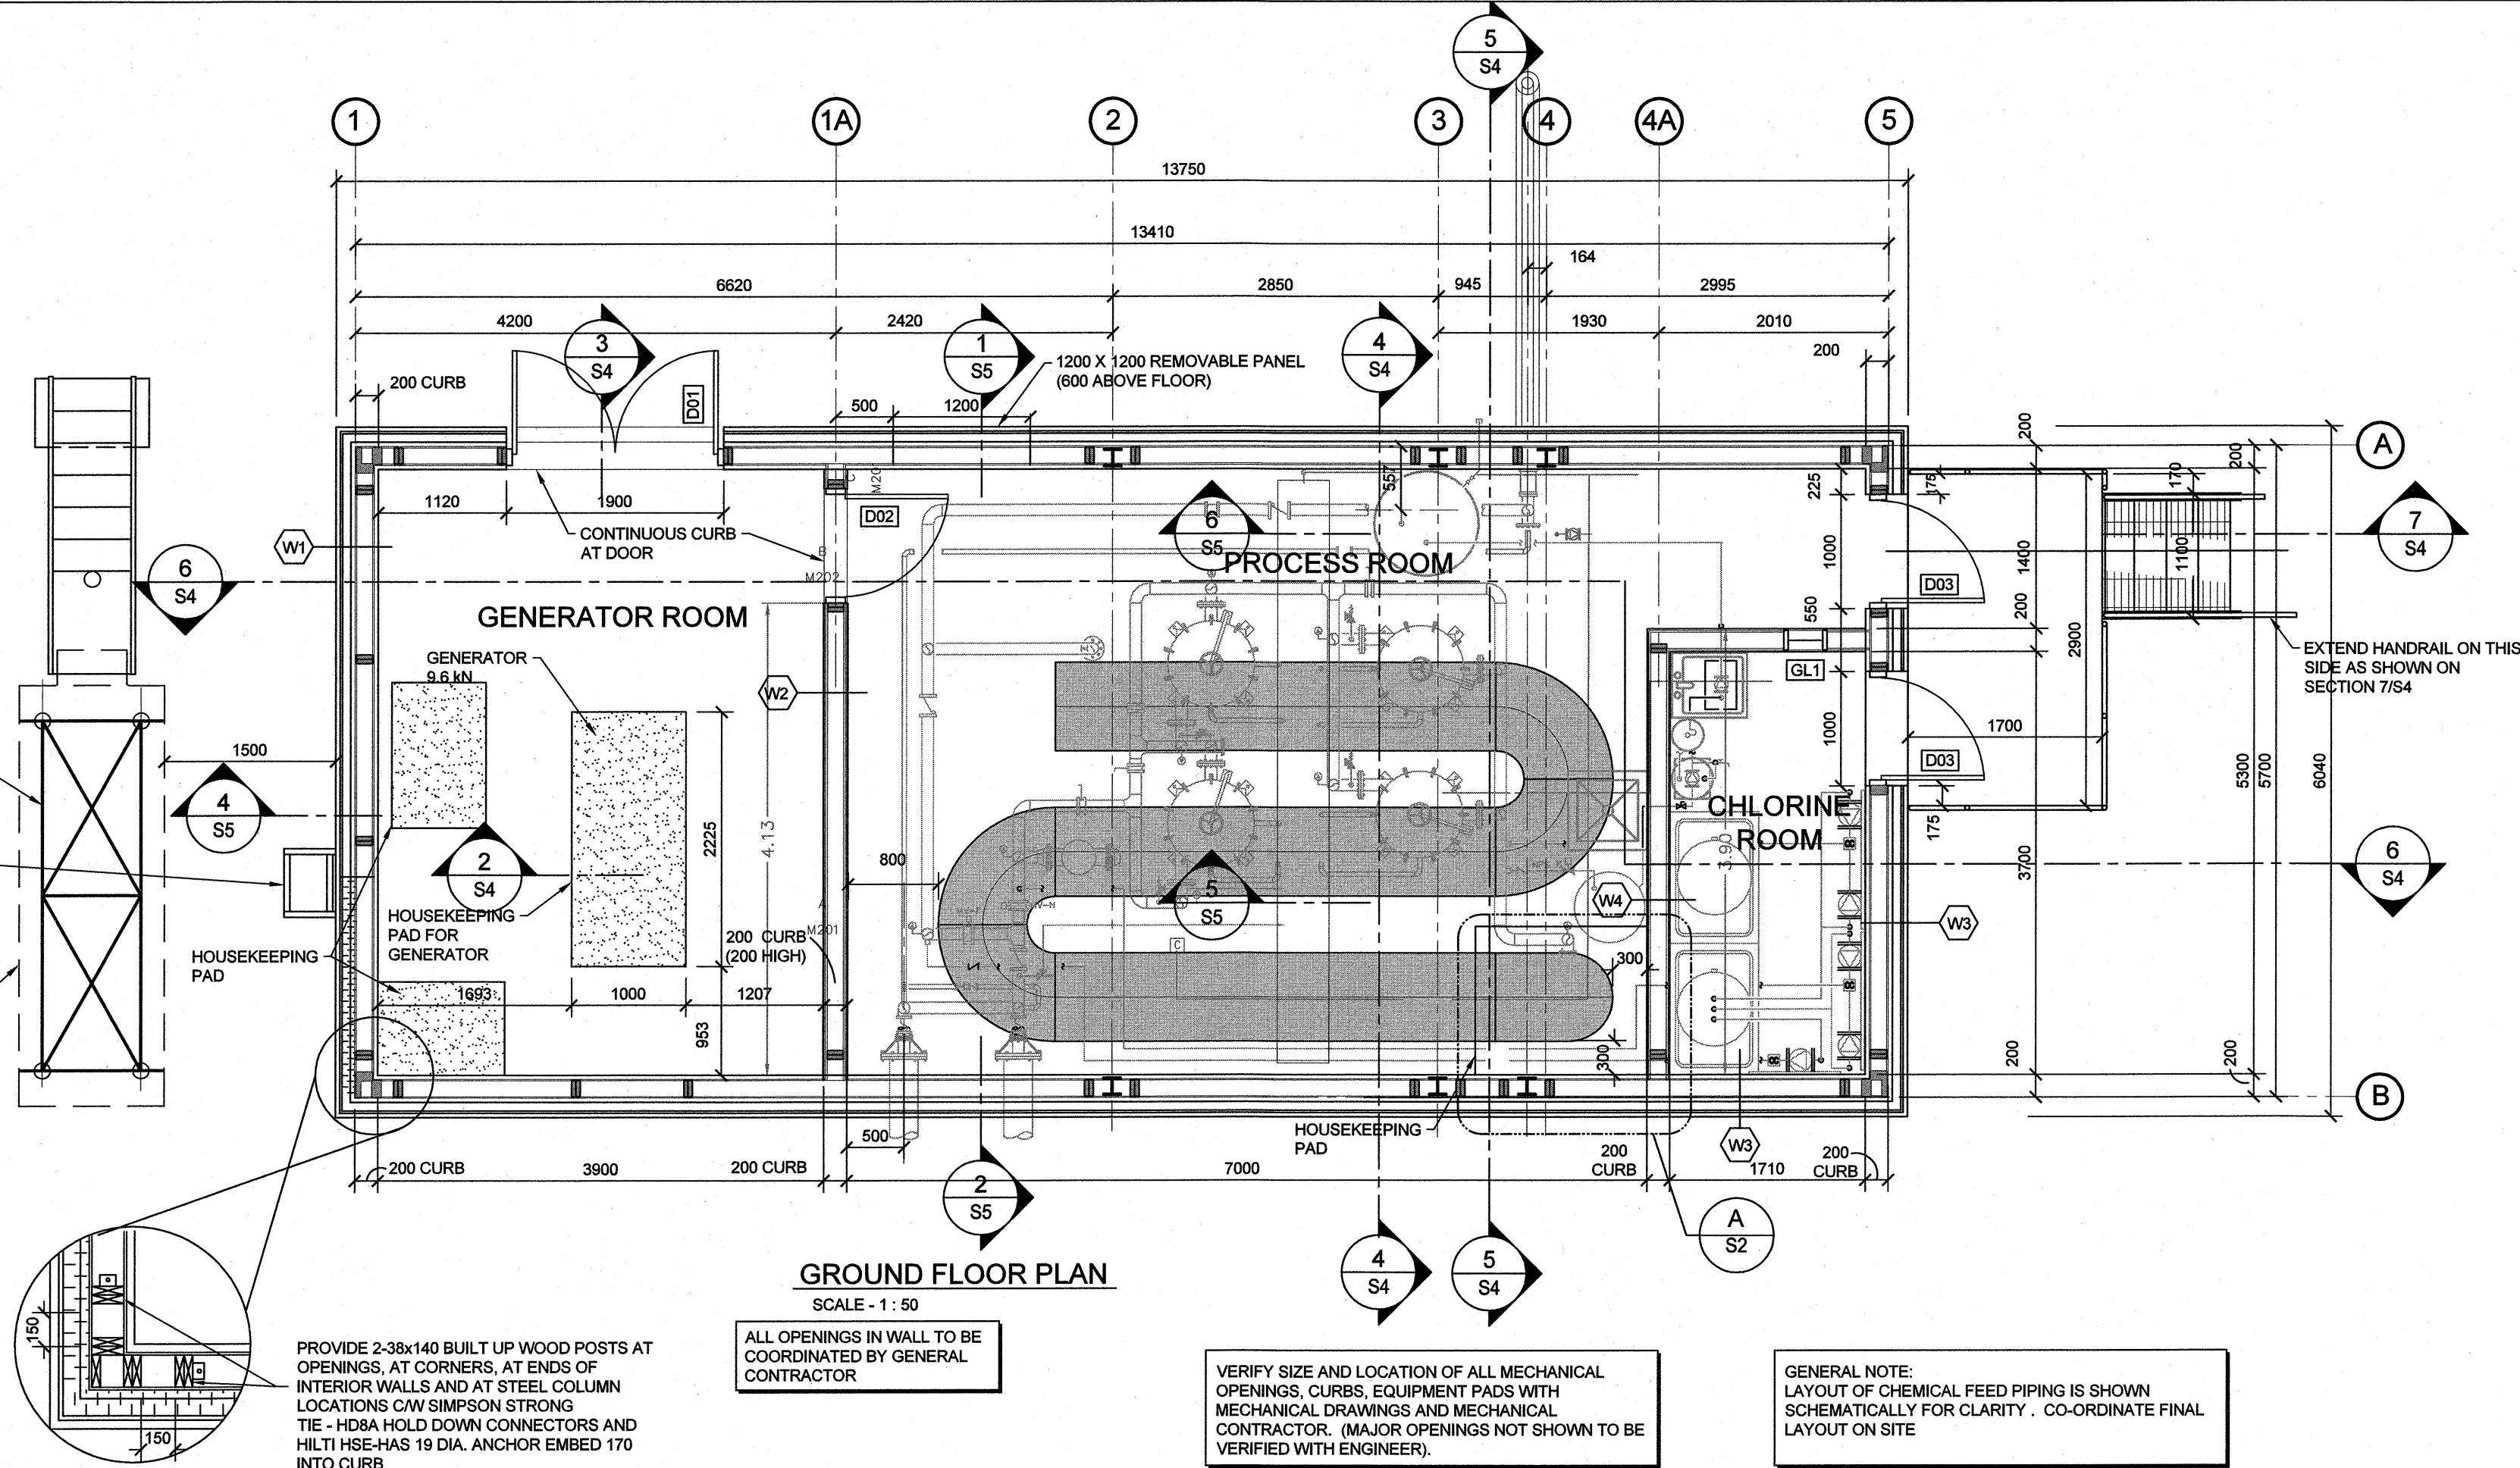 5
S4
1
1A
2
3
4
4A
5
13750
13410
164
6620
2850
945
2995
4200
2420
1930
2010
3
S4
1
S5
4
S4
200
1200 X 1200 REMOVABLE PANEL
(600 ABOVE FLOOR)
200 CURB
D01
500
1200
200
200
A
557
225
175
170
1120
1900
D02
CONTINUOUS CURB
AT DOOR
W1
6
S5
7
S4
6
S4
PROCESS ROOM
1000
1400
1100
B
M202
D03
GENERATOR ROOM
550
200
2900
EXTEND HANDRAIL ON THIS
SIDE AS SHOWN ON
SECTION 7/S4
GENERATOR
9.6 kN
W2
GL1
1500
1000
1700
D03
5300
5700
6040
4
S5
2225
4.13
CHLORINE
ROOM
3.90
175
2
S4
800
3700
6
S4
5
S5
W4
HOUSEKEEPING
PAD FOR
GENERATOR
A
M201
W3
HOUSEKEEPING
PAD
200 CURB
(200 HIGH)
C
300
1693
1000
1207
953
300
200
200
B
500
HOUSEKEEPING
PAD
W3
200 CURB
3900
200 CURB
7000
200
CURB
1710
200
CURB
2
S5
A
S2
4
S4
5
S4
GROUND FLOOR PLAN
SCALE - 1 : 50
150
150
PROVIDE 2-38x140 BUILT UP WOOD POSTS AT
OPENINGS, AT CORNERS, AT ENDS OF
INTERIOR WALLS AND AT STEEL COLUMN
LOCATIONS C/W SIMPSON STRONG
TIE - HD8A HOLD DOWN CONNECTORS AND
HILTI HSE-HAS 19 DIA. ANCHOR EMBED 170
INTO CURB
ALL OPENINGS IN WALL TO BE
COORDINATED BY GENERAL
CONTRACTOR
VERIFY SIZE AND LOCATION OF ALL MECHANICAL
OPENINGS, CURBS, EQUIPMENT PADS WITH
MECHANICAL DRAWINGS AND MECHANICAL
CONTRACTOR. (MAJOR OPENINGS NOT SHOWN TO BE
VERIFIED WITH ENGINEER).
GENERAL NOTE:
LAYOUT OF CHEMICAL FEED PIPING IS SHOWN
SCHEMATICALLY FOR CLARITY . CO-ORDINATE FINAL
LAYOUT ON SITE